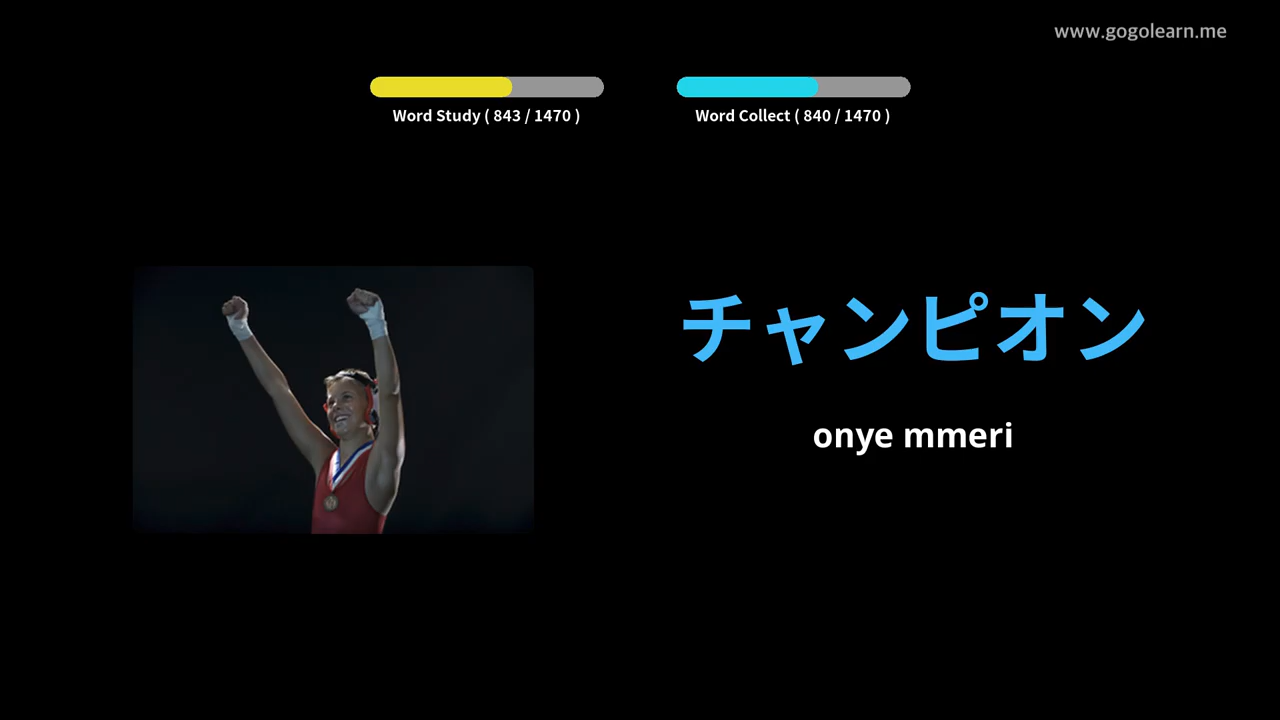 www.gogolearn.me
Word Study ( 843 / 1470 )
Word Collect ( 840 / 1470 )
チャンピオン
onye mmeri